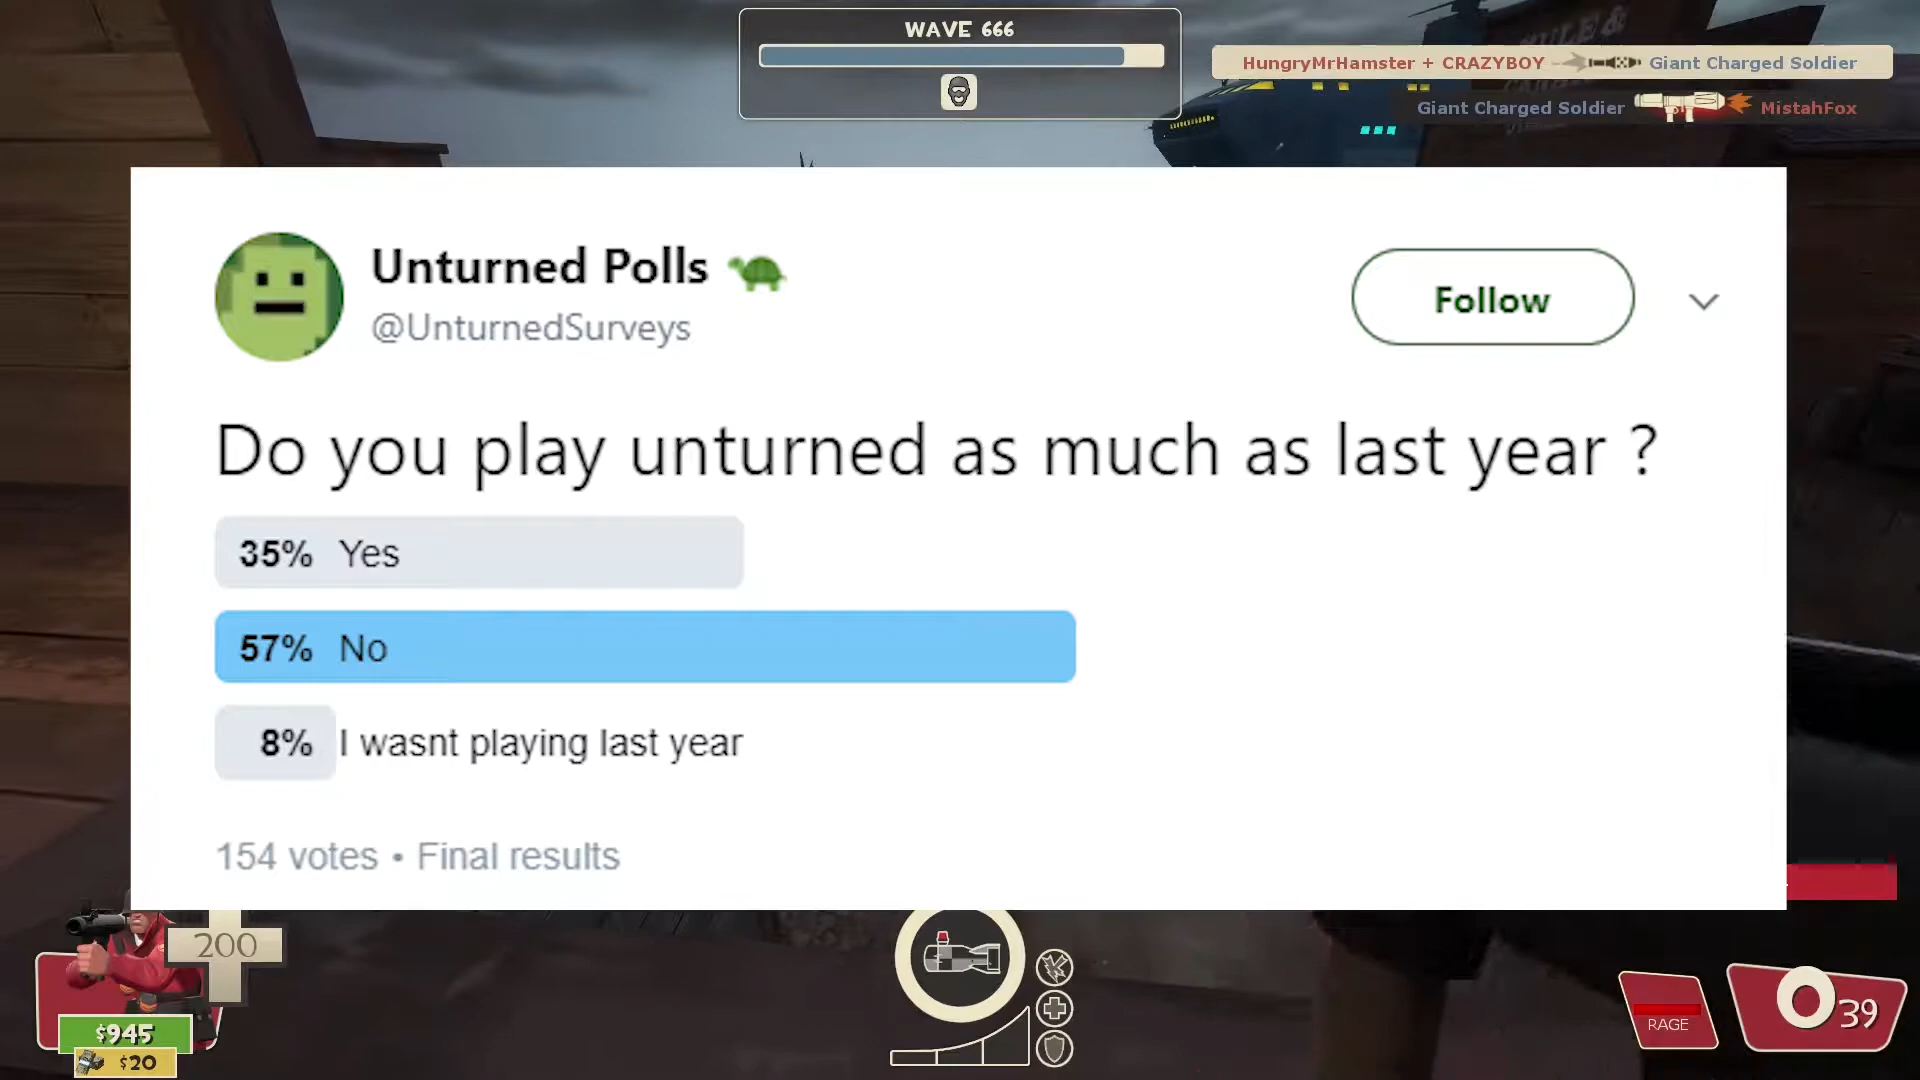 WAVE 666
HungryMrHamster + CRAZYBOY Giant Charged Soldier
Giant Charged Soldier MistahFox
Unturned Polls
@UnturnedSurveys
Follow
Do you play unturned as much as last year ?
35% Yes
57% No
8% I wasnt playing last year
154 votes • Final results
200
$945
$20
RAGE
0 39